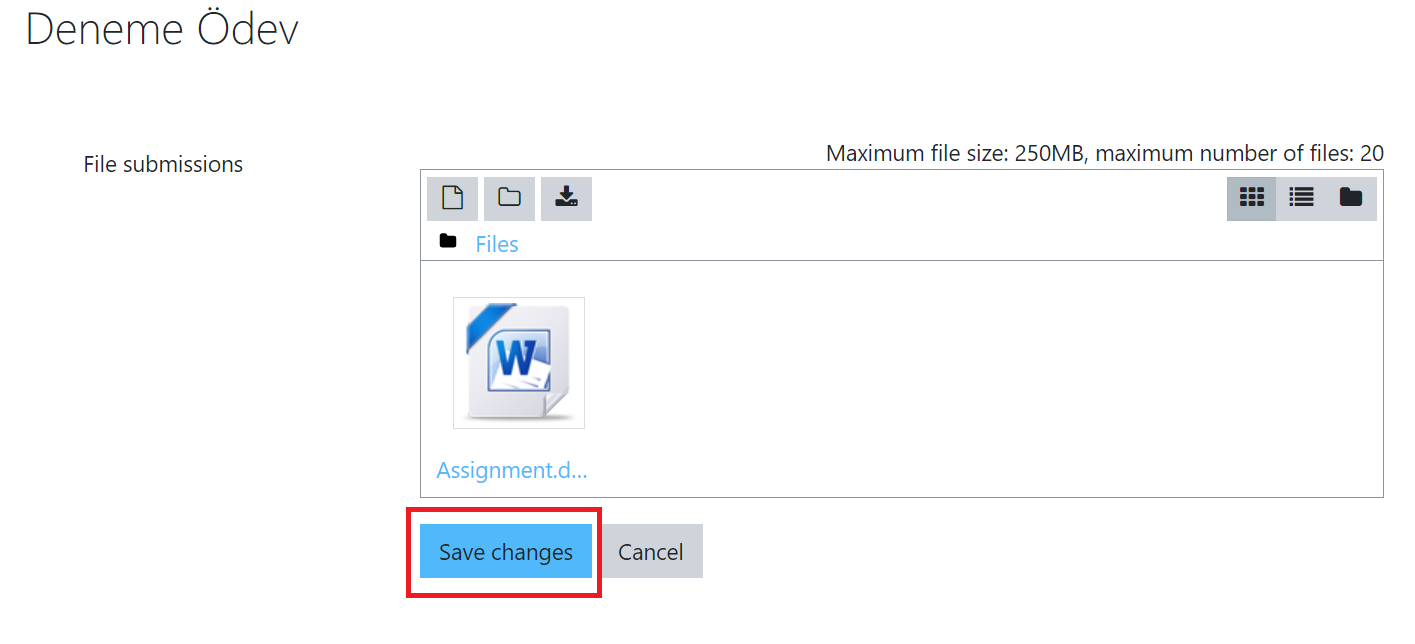 Deneme Ödev
File submissions
Maximum file size: 250MB, maximum number of files: 20
Files
W
Assignment.d...
Save changes
Cancel